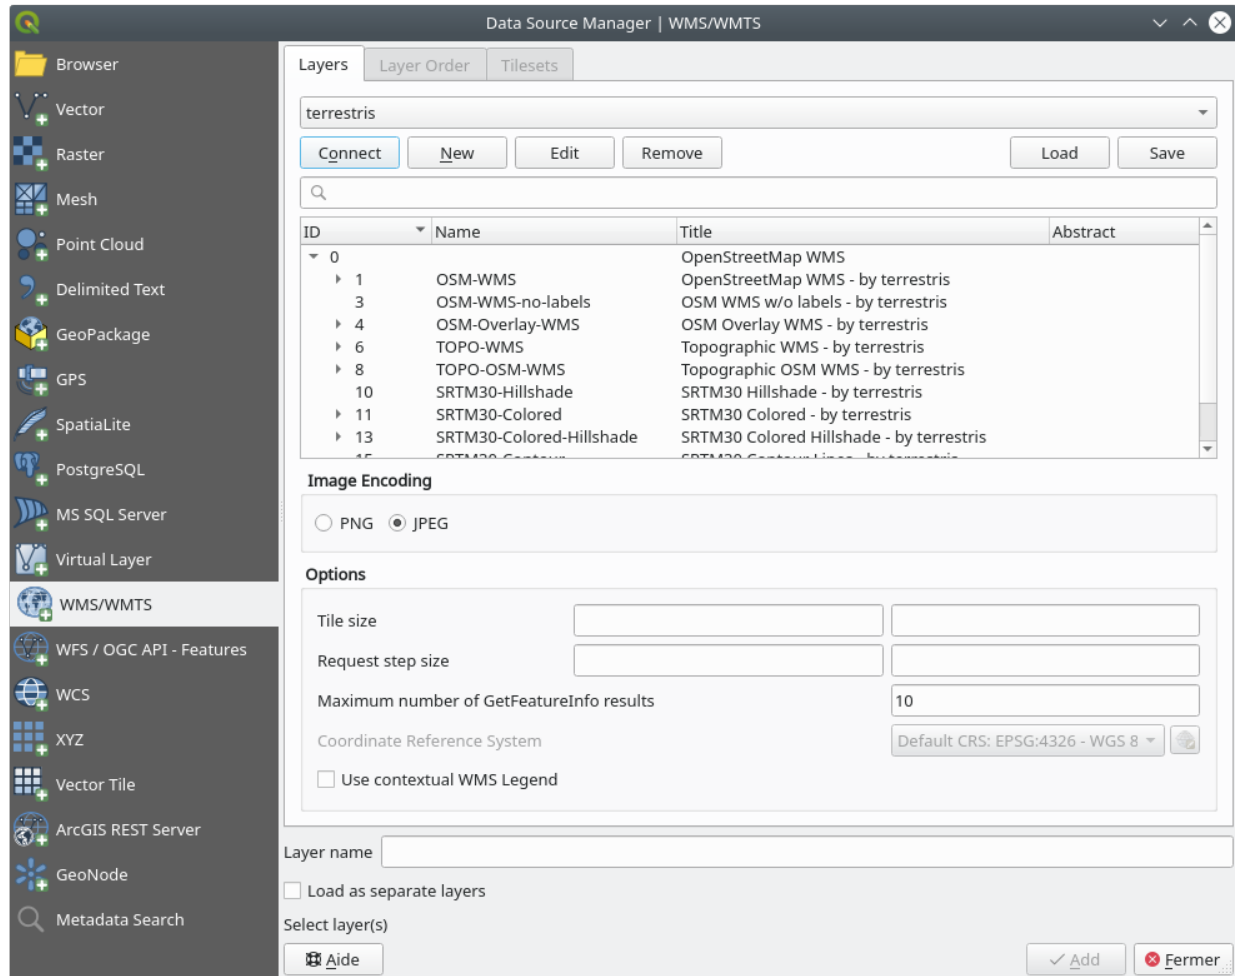 Data Source Manager | WMS/WMTS
Browser
Vector
Raster
Mesh
Point Cloud
Delimited Text
GeoPackage
GPS
SpatiaLite
PostgreSQL
MS SQL Server
Virtual Layer
WMS/WMTS
WFS / OGC API - Features
WCS
XYZ
Vector Tile
ArcGIS REST Server
GeoNode
Metadata Search
Layers Layer Order Tilesets
terrestris
Connect New Edit Remove Load Save
ID Name Title Abstract
0 OpenStreetMap WMS
1 OSM-WMS OpenStreetMap WMS - by terrestris
3 OSM-WMS-no-labels OSM WMS w/o labels - by terrestris
4 OSM-Overlay-WMS OSM Overlay WMS - by terrestris
6 TOPO-WMS Topographic WMS - by terrestris
8 TOPO-OSM-WMS Topographic OSM WMS - by terrestris
10 SRTM30-Hillshade SRTM30 Hillshade - by terrestris
11 SRTM30-Colored SRTM30 Colored - by terrestris
13 SRTM30-Colored-Hillshade SRTM30 Colored Hillshade - by terrestris
15 SRTM30-Contour SRTM30 Contour Lines - by terrestris
Image Encoding
PNG JPEG
Options
Tile size
Request step size
Maximum number of GetFeatureInfo results 10
Coordinate Reference System Default CRS: EPSG:4326 - WGS 8
Use contextual WMS Legend
Layer name
Load as separate layers
Select layer(s)
Aide Add Fermer